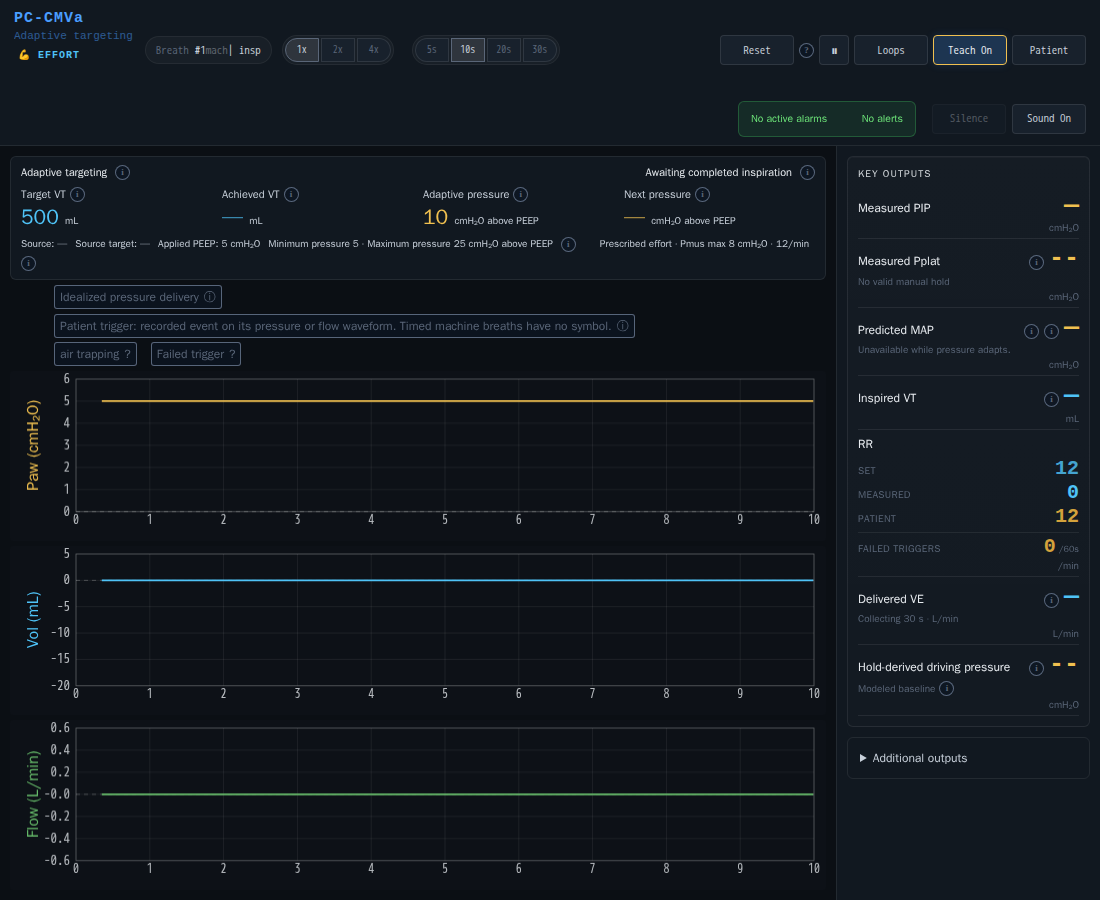 PC-CMVa
Adaptive targeting
💪 EFFORT
Breath #1 mach | insp
1x 2x 4x
5s 10s 20s 30s
Reset ? ⏸ Loops Teach On Patient
No active alarms No alerts
Silence Sound On
Adaptive targeting ⓘ Awaiting completed inspiration ⓘ
Target VT ⓘ Achieved VT ⓘ Adaptive pressure ⓘ Next pressure ⓘ
500 mL — mL 10 cmH₂O above PEEP — cmH₂O above PEEP
Source: — Source target: — Applied PEEP: 5 cmH₂O Minimum pressure 5 · Maximum pressure 25 cmH₂O above PEEP ⓘ Prescribed effort · Pmus max 8 cmH₂O · 12/min
ⓘ
Idealized pressure delivery ⓘ
Patient trigger: recorded event on its pressure or flow waveform. Timed machine breaths have no symbol. ⓘ
air trapping ? Failed trigger ?
Paw (cmH₂O)
6
5
4
3
2
1
0
0 1 2 3 4 5 6 7 8 9 10
Vol (mL)
5
0
-5
-10
-15
-20
0 1 2 3 4 5 6 7 8 9 10
Flow (L/min)
0.6
0.4
0.2
-0.0
-0.2
-0.4
-0.6
0 1 2 3 4 5 6 7 8 9 10
KEY OUTPUTS
Measured PIP —
cmH₂O
Measured Pplat ⓘ --
No valid manual hold
cmH₂O
Predicted MAP ⓘ ⓘ —
Unavailable while pressure adapts.
cmH₂O
Inspired VT ⓘ —
mL
RR
SET 12
MEASURED 0
PATIENT 12
FAILED TRIGGERS 0 /60s
/min
Delivered VE ⓘ —
Collecting 30 s · L/min
L/min
Hold-derived driving pressure ⓘ --
Modeled baseline ⓘ
cmH₂O
▶ Additional outputs